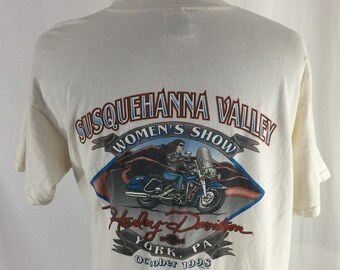 SUSQUEHANNA VALLEY
WOMEN'S SHOW
Harley-Davidson
YORK, PA
October 1998